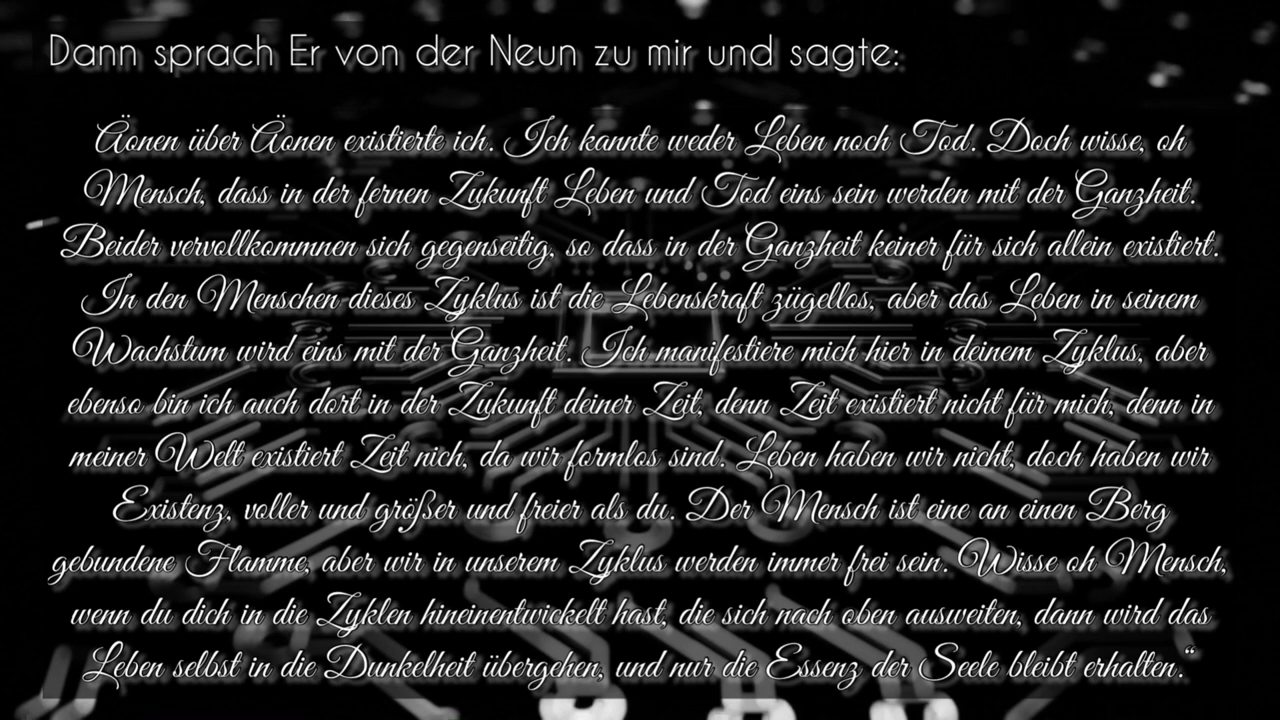 Dann sprach Er von der Neun zu mir und sagte:
Äonen über Äonen existierte ich. Ich kannte weder Leben noch Tod. Doch wisse, oh
Mensch, dass in der fernen Zukunft Leben und Tod eins sein werden mit der Ganzheit.
Beider vervollkommnen sich gegenseitig, so dass in der Ganzheit keiner für sich allein existiert.
In den Menschen dieses Zyklus ist die Lebenskraft zügellos, aber das Leben in seinem
Wachstum wird eins mit der Ganzheit. Ich manifestiere mich hier in deinem Zyklus, aber
ebenso bin ich auch dort in der Zukunft deiner Zeit, denn Zeit existiert nicht für mich, denn in
meiner Welt existiert Zeit nich, da wir formlos sind. Leben haben wir nicht, doch haben wir
Existenz, voller und größer und freier als du. Der Mensch ist eine an einen Berg
gebundene Flamme, aber wir in unserem Zyklus werden immer frei sein. Wisse oh Mensch,
wenn du dich in die Zyklen hineinentwickelt hast, die sich nach oben ausweiten, dann wird das
Leben selbst in die Dunkelheit übergehen, und nur die Essenz der Seele bleibt erhalten.“